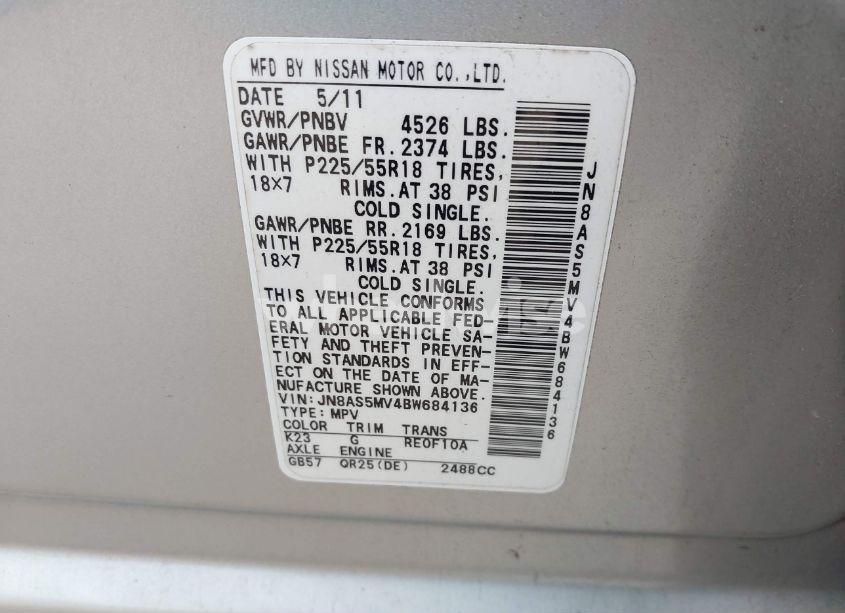 MFD BY NISSAN MOTOR CO.,LTD.
DATE 5/11
GVWR/PNBV 4526 LBS.
GAWR/PNBE FR. 2374 LBS.
WITH P225/55R18 TIRES,
18×7 RIMS.AT 38 PSI
COLD SINGLE.
GAWR/PNBE RR. 2169 LBS.
WITH P225/55R18 TIRES,
18×7 RIMS.AT 38 PSI
COLD SINGLE.
THIS VEHICLE CONFORMS
TO ALL APPLICABLE FED-
ERAL MOTOR VEHICLE SA-
FETY AND THEFT PREVEN-
TION STANDARDS IN EFF-
ECT ON THE DATE OF MA-
NUFACTURE SHOWN ABOVE.
VIN: JN8AS5MV4BW684136
TYPE: MPV
COLOR TRIM TRANS
K23 G RE0F10A
AXLE ENGINE
GB57 QR25(DE) 2488CC
JN8AS5MV4BW684136